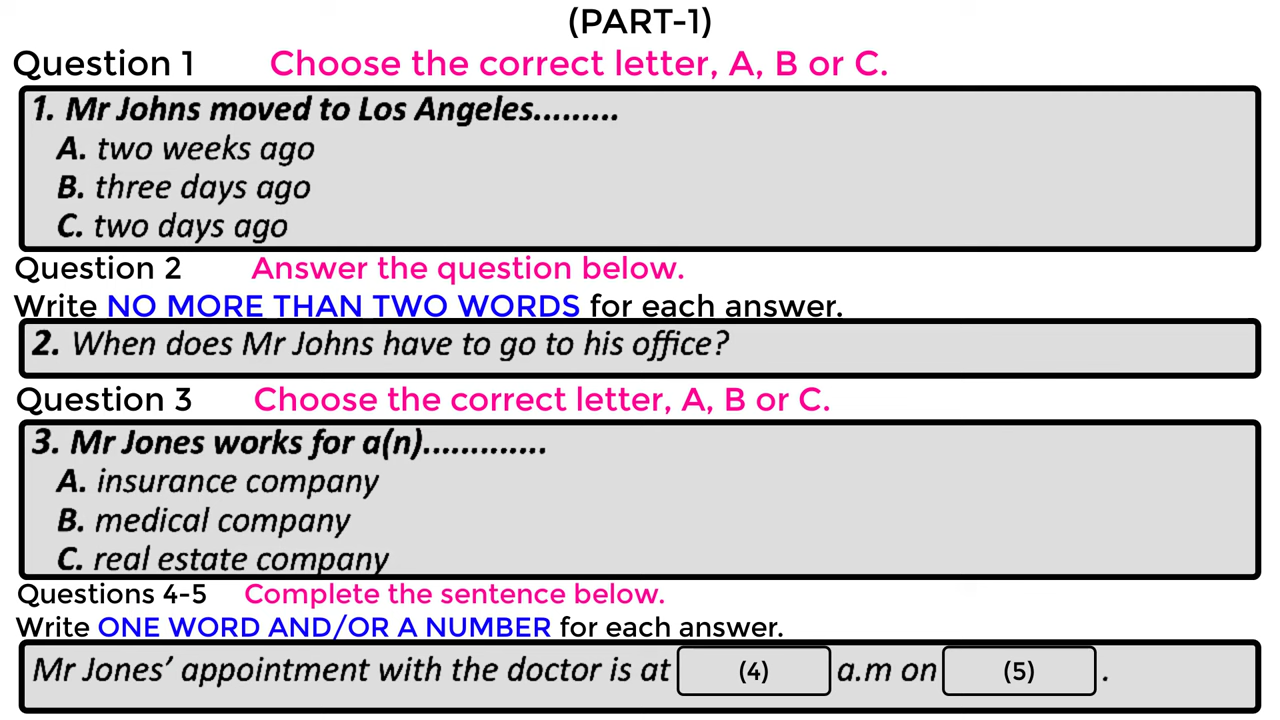 (PART-1)
Question 1 Choose the correct letter, A, B or C.
1. Mr Johns moved to Los Angeles.........
A. two weeks ago
B. three days ago
C. two days ago
Question 2 Answer the question below.
Write NO MORE THAN TWO WORDS for each answer.
2. When does Mr Johns have to go to his office?
Question 3 Choose the correct letter, A, B or C.
3. Mr Jones works for a(n).............
A. insurance company
B. medical company
C. real estate company
Questions 4-5 Complete the sentence below.
Write ONE WORD AND/OR A NUMBER for each answer.
Mr Jones’ appointment with the doctor is at (4) a.m on (5) .